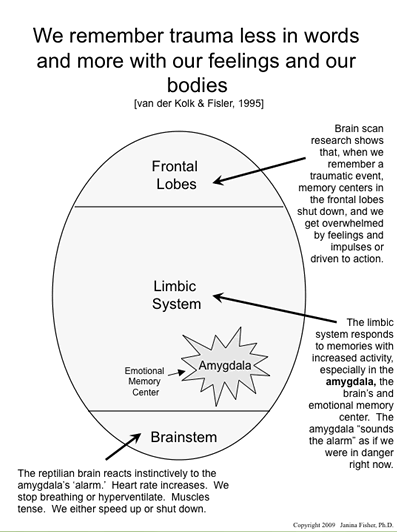 We remember trauma less in words
and more with our feelings and our
bodies
[van der Kolk & Fisler, 1995]
Brain scan
research shows
that, when we
remember a
traumatic event,
memory centers in
the frontal lobes
shut down, and we
get overwhelmed
by feelings and
impulses or
driven to action.
Frontal
Lobes
Limbic
System
The limbic
system responds
to memories with
increased activity,
especially in the
amygdala, the
brain's and
emotional memory
center. The
amygdala "sounds
the alarm" as if we
were in danger
right now.
Amygdala
Emotional
Memory
Center
Brainstem
The reptilian brain reacts instinctively to the
amygdala's 'alarm.' Heart rate increases. We
stop breathing or hyperventilate. Muscles
tense. We either speed up or shut down.
Copyright 2009 Janina Fisher, Ph.D.